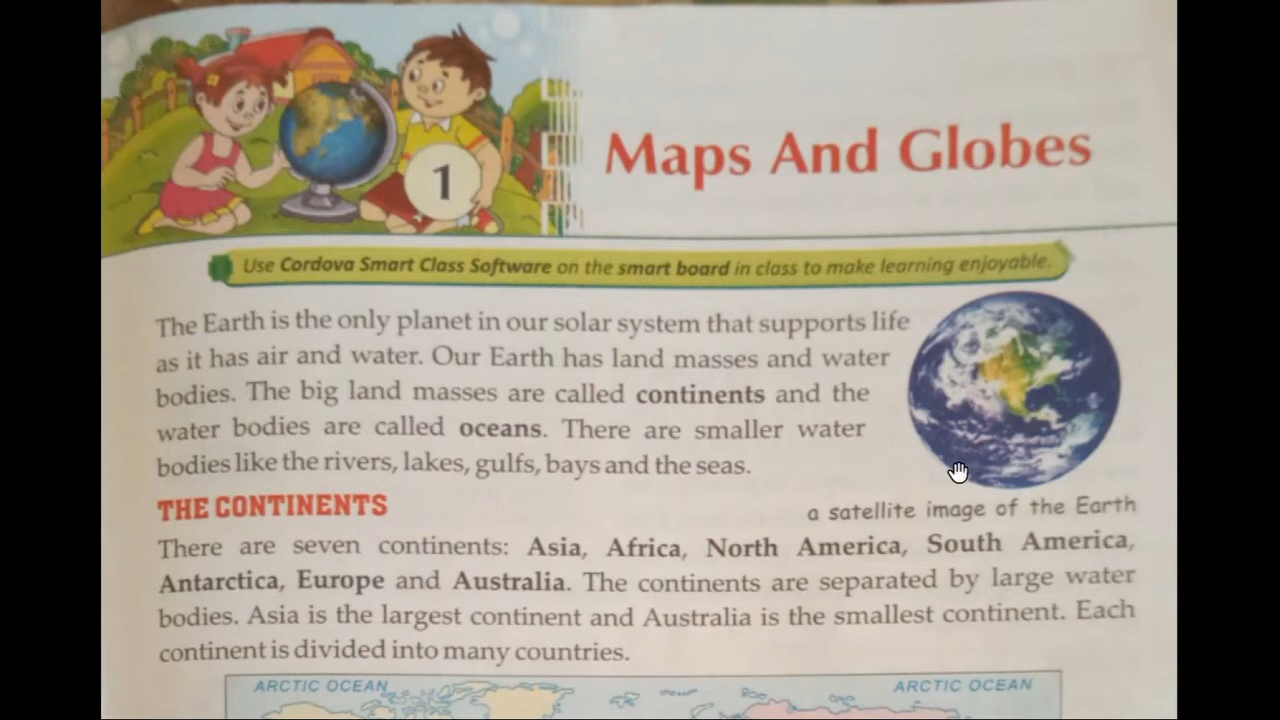 1
Maps And Globes
Use Cordova Smart Class Software on the smart board in class to make learning enjoyable.
The Earth is the only planet in our solar system that supports life
as it has air and water. Our Earth has land masses and water
bodies. The big land masses are called continents and the
water bodies are called oceans. There are smaller water
bodies like the rivers, lakes, gulfs, bays and the seas.
a satellite image of the Earth
THE CONTINENTS
There are seven continents: Asia, Africa, North America, South America,
Antarctica, Europe and Australia. The continents are separated by large water
bodies. Asia is the largest continent and Australia is the smallest continent. Each
continent is divided into many countries.
ARCTIC OCEAN
ARCTIC OCEAN